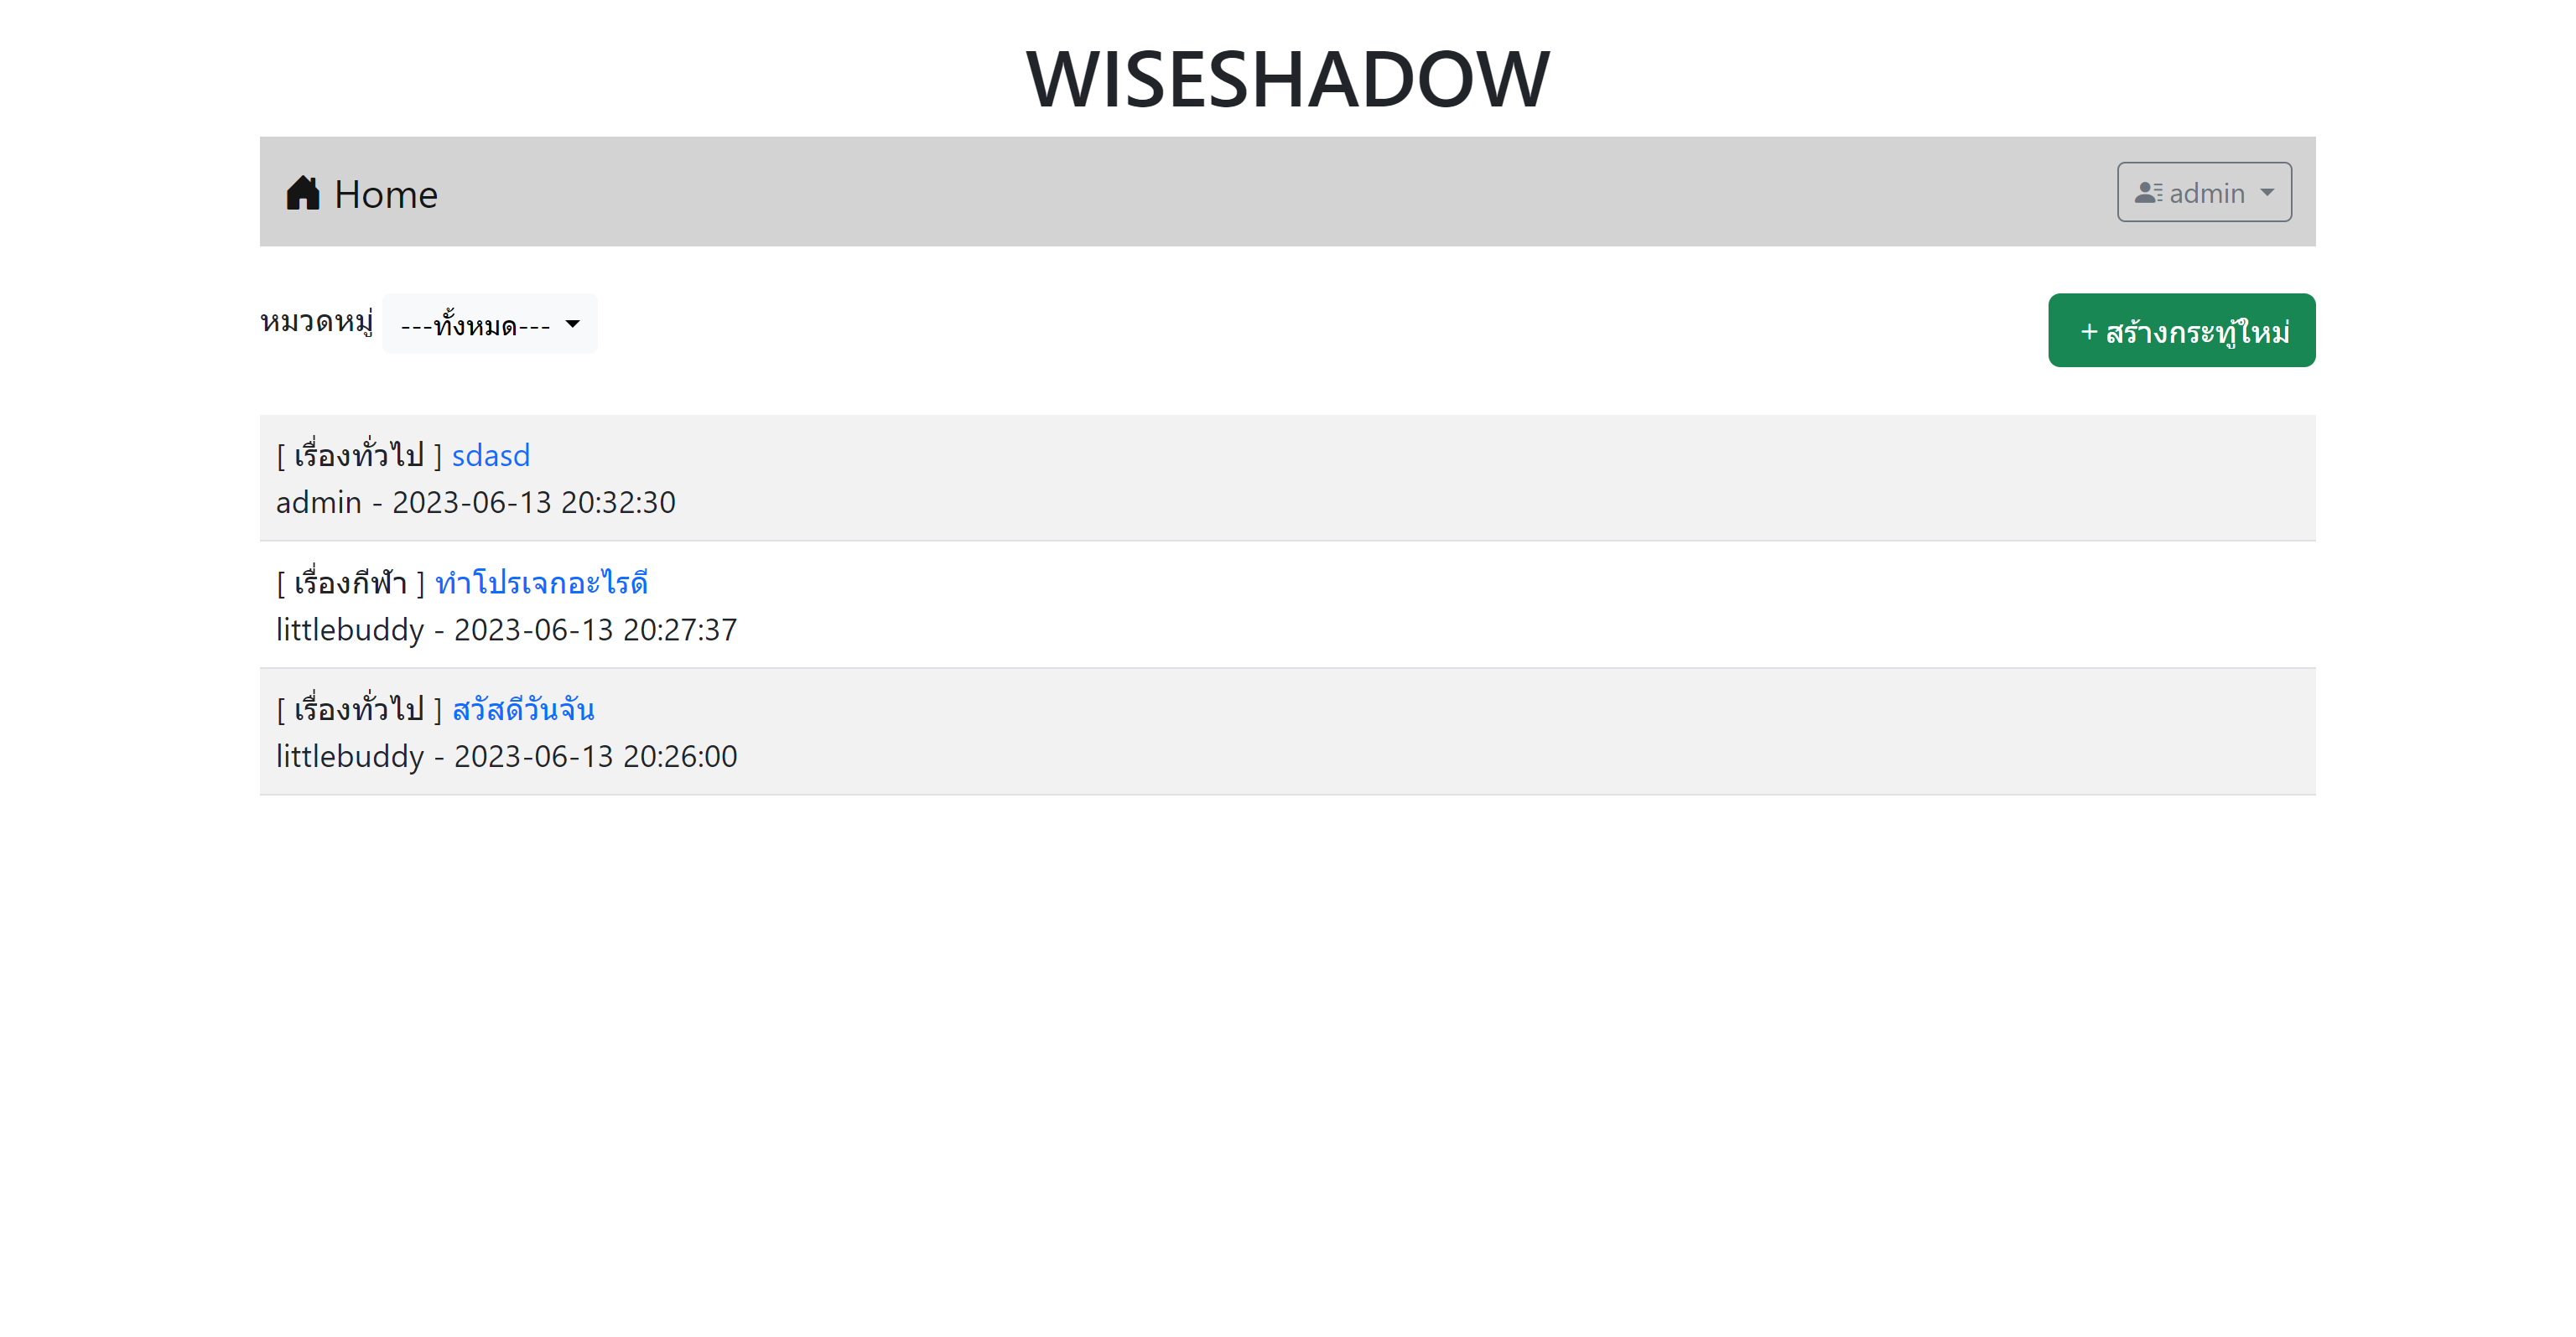 WISESHADOW
Home
admin
หมวดหมู่ ---ทั้งหมด---
+ สร้างกระทู้ใหม่
[ เรื่องทั่วไป ] sdasd
admin - 2023-06-13 20:32:30
[ เรื่องกีฬา ] ทำโปรเจกอะไรดี
littlebuddy - 2023-06-13 20:27:37
[ เรื่องทั่วไป ] สวัสดีวันจัน
littlebuddy - 2023-06-13 20:26:00